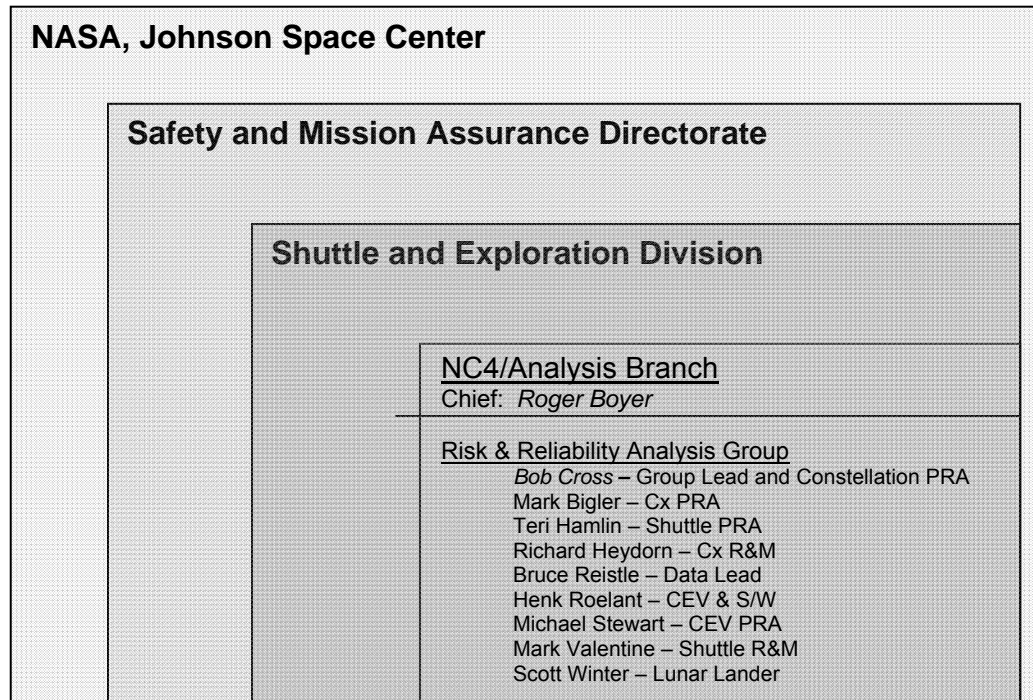 NASA, Johnson Space Center
Safety and Mission Assurance Directorate
Shuttle and Exploration Division
NC4/Analysis Branch
Chief: Roger Boyer
Risk & Reliability Analysis Group
Bob Cross – Group Lead and Constellation PRA
Mark Bigler – Cx PRA
Teri Hamlin – Shuttle PRA
Richard Heydorn – Cx R&M
Bruce Reistle – Data Lead
Henk Roelant – CEV & S/W
Michael Stewart – CEV PRA
Mark Valentine – Shuttle R&M
Scott Winter – Lunar Lander